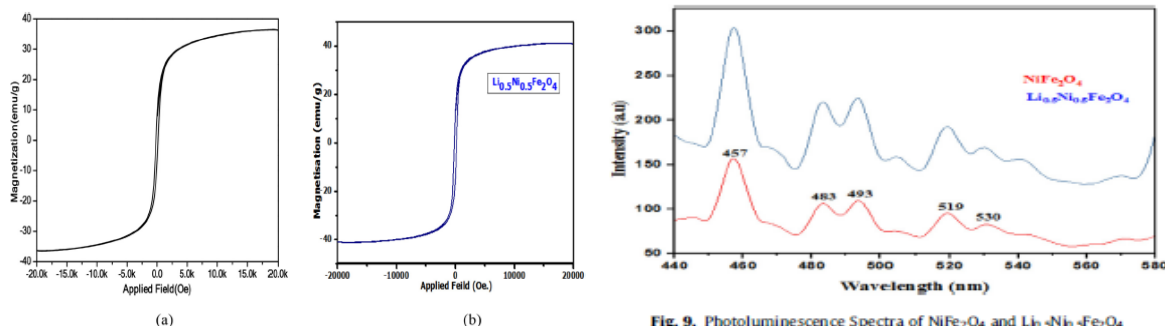 40
30
20
10
0
-10
-20
-30
-40
-20.0k -15.0k -10.0k -5.0k 0.0 5.0k 10.0k 15.0k 20.0k
Magnetization(emu/g)
Applied Field(Oe)
(a)
40
20
0
-20
-40
-20000 -10000 0 10000 20000
Magnetisation (emu/g)
Li0.5Ni0.5Fe2O4
Applied Feild (Oe.)
(b)
300
250
200
150
100
50
440 460 480 500 520 540 560 580
Intensity (au)
NiFe2O4
Li0.5Ni0.5Fe2O4
457
483
493
519
530
Wavelength (nm)
Fig. 9. Photoluminescence Spectra of NiFe2O4 and Li0.5Ni0.5Fe2O4